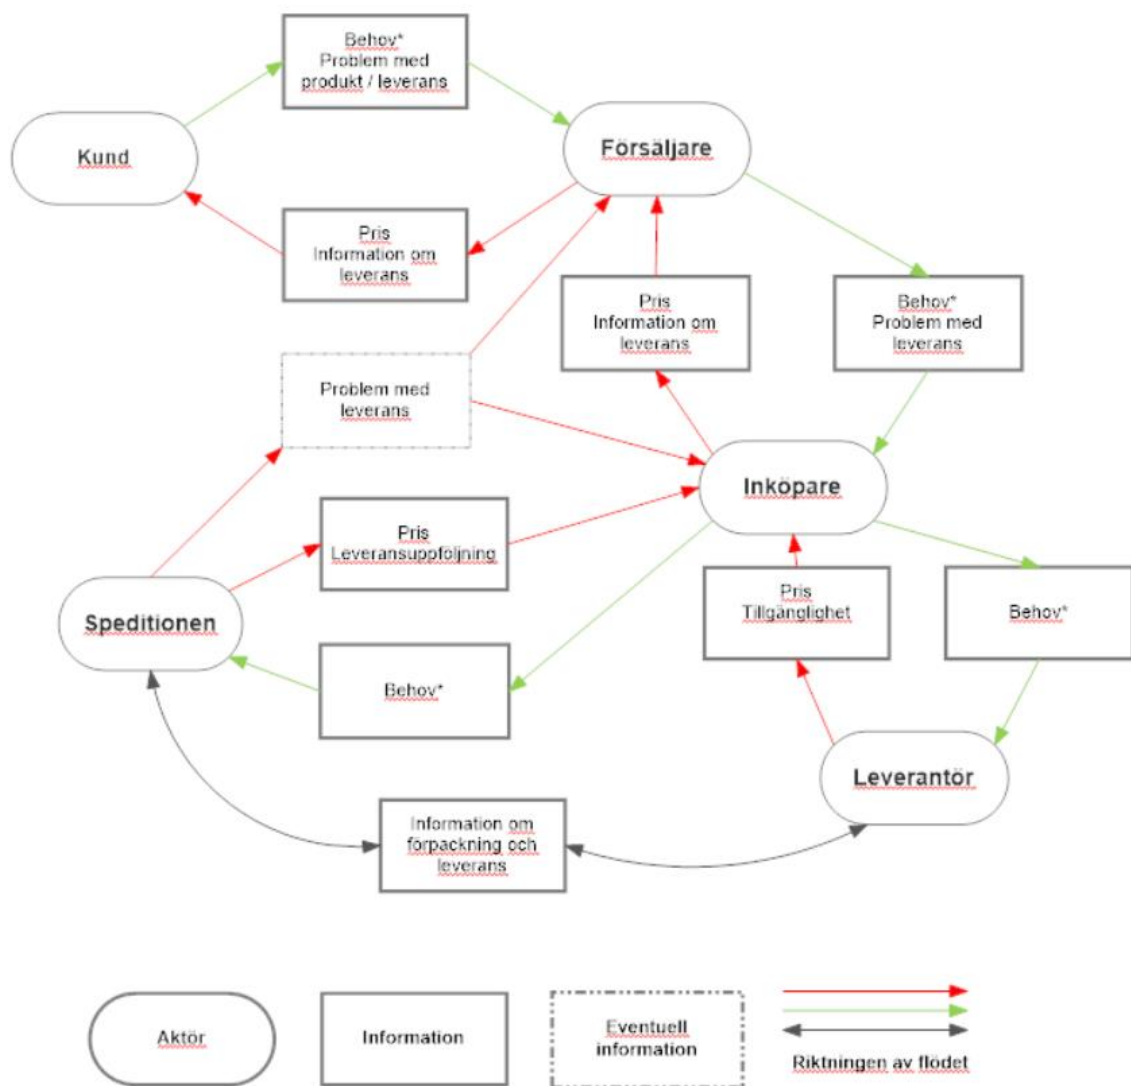 Behov*
Problem med
produkt / leverans
Kund
Försäljare
Pris
Information om
leverans
Pris
Information om
leverans
Behov*
Problem med
leverans
Problem med
leverans
Inköpare
Pris
Leveransuppföljning
Speditionen
Pris
Tillgänglighet
Behov*
Behov*
Leverantör
Information om
förpackning och
leverans
Aktör
Information
Eventuell
information
Riktningen av flödet